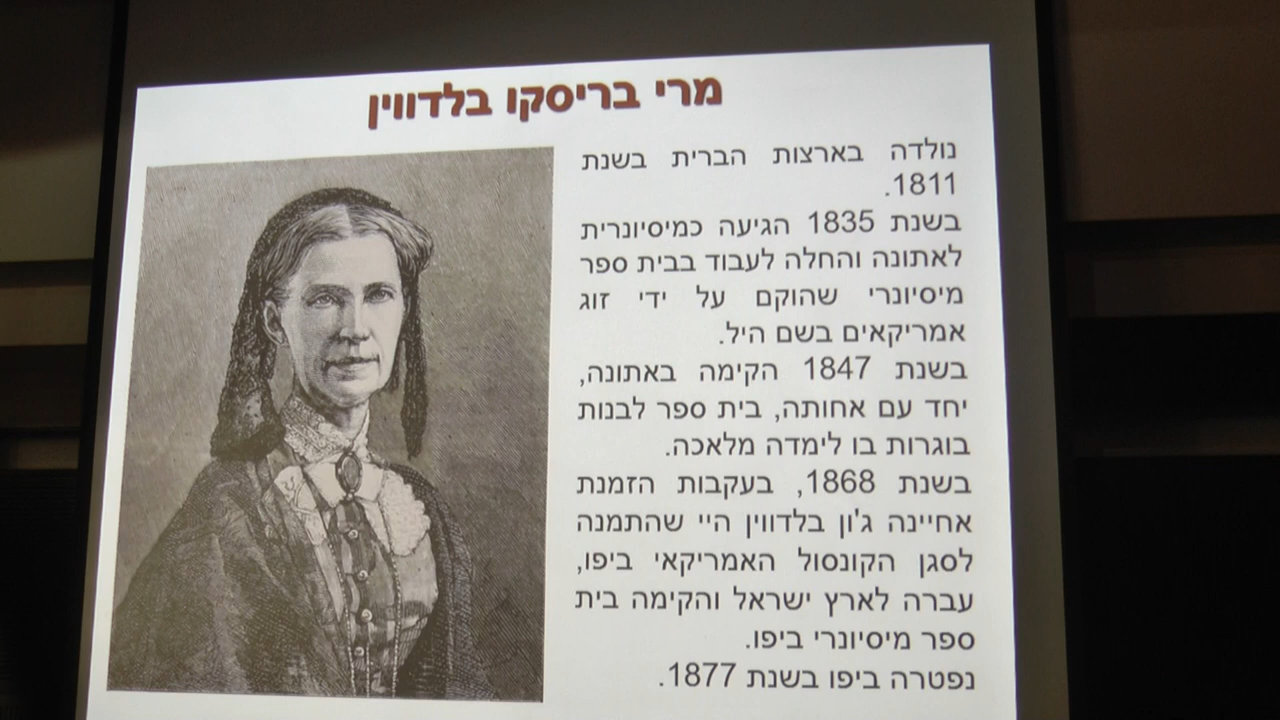 מרי בריסקו בלדווין
נולדה בארצות הברית בשנת
1811.
בשנת 1835 הגיעה כמיסיונרית
לאתונה והחלה לעבוד בבית ספר
מיסיונרי שהוקם על ידי זוג
אמריקאים בשם היל.
בשנת 1847 הקימה באתונה,
יחד עם אחותה, בית ספר לבנות
בוגרות בו לימדה מלאכה.
בשנת 1868, בעקבות הזמנת
אחיינה ג'ון בלדווין היי שהתמנה
לסגן הקונסול האמריקאי ביפו,
עברה לארץ ישראל והקימה בית
ספר מיסיונרי ביפו.
נפטרה ביפו בשנת 1877.